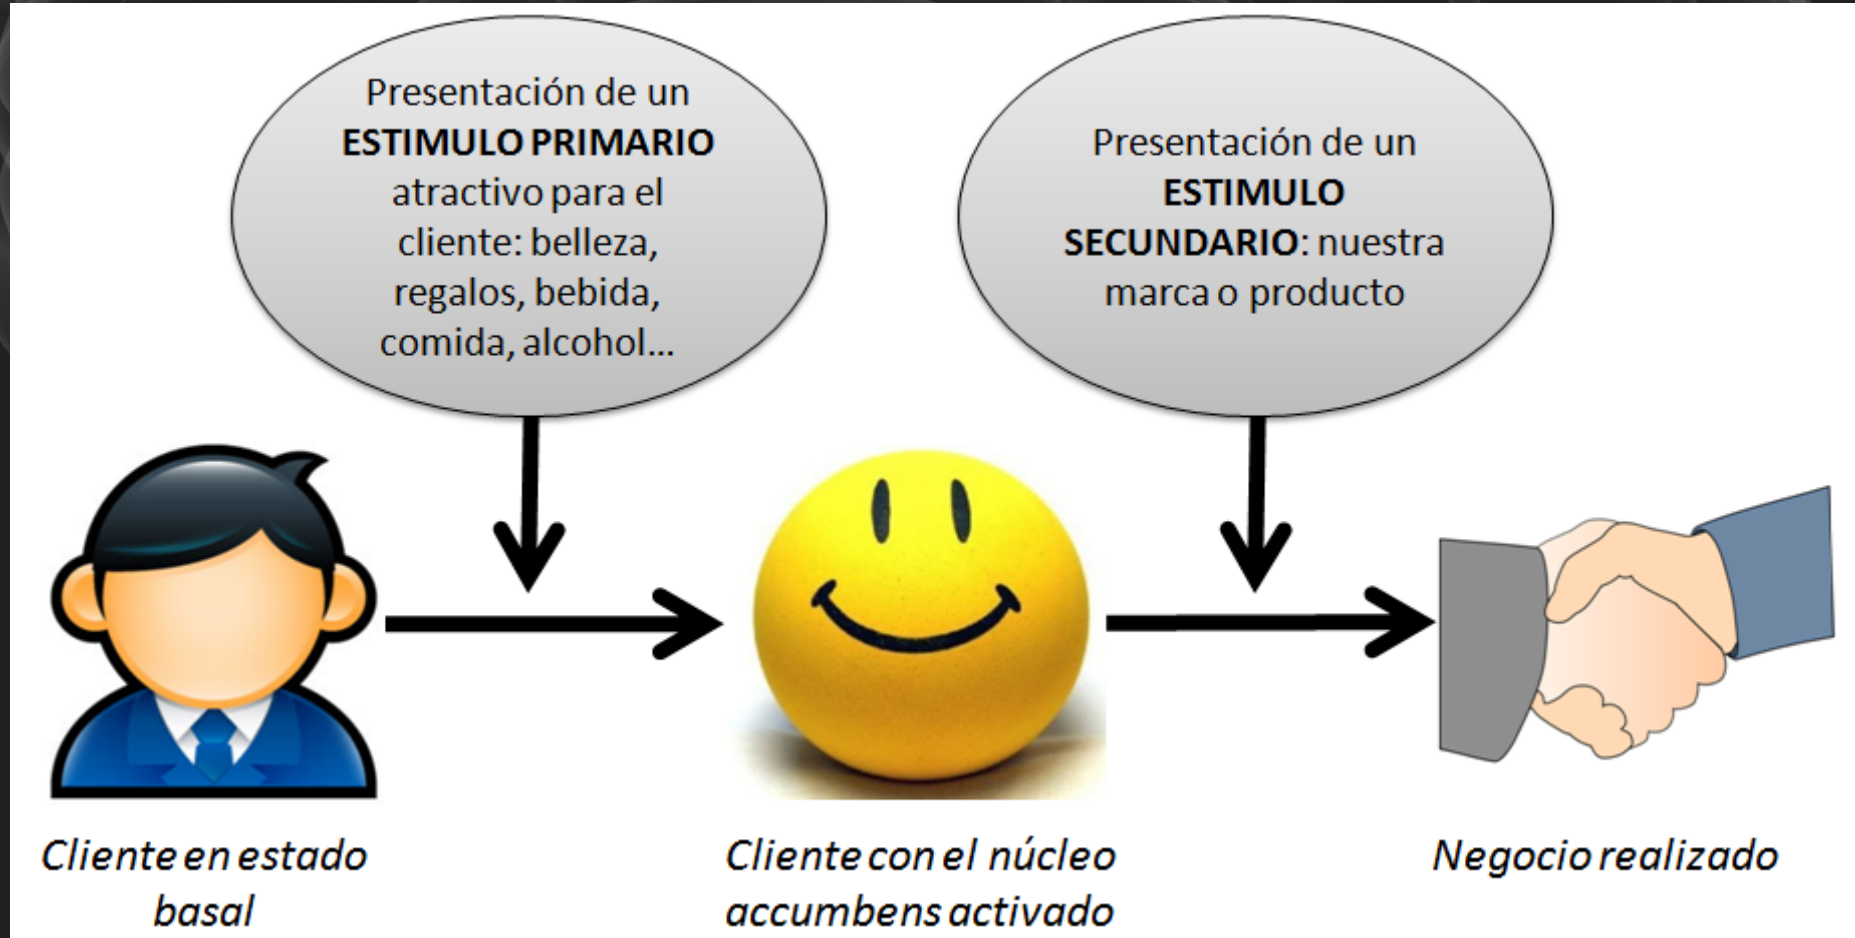 Presentación de un
ESTIMULO PRIMARIO
atractivo para el
cliente: belleza,
regalos, bebida,
comida, alcohol...
Presentación de un
ESTIMULO
SECUNDARIO: nuestra
marca o producto
Cliente en estado
basal
Cliente con el núcleo
accumbens activado
Negocio realizado